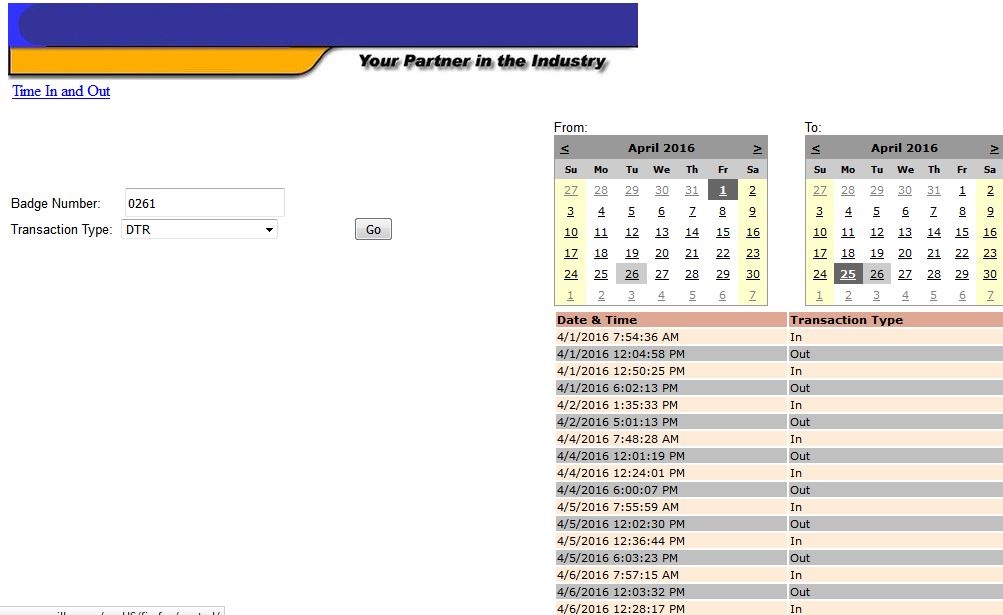 Your Partner in the Industry
Time In and Out
Badge Number: 0261
Transaction Type: DTR
Go
From:
< April 2016 >
Su Mo Tu We Th Fr Sa
27 28 29 30 31 1 2
3 4 5 6 7 8 9
10 11 12 13 14 15 16
17 18 19 20 21 22 23
24 25 26 27 28 29 30
1 2 3 4 5 6 7
To:
< April 2016 >
Su Mo Tu We Th Fr Sa
27 28 29 30 31 1 2
3 4 5 6 7 8 9
10 11 12 13 14 15 16
17 18 19 20 21 22 23
24 25 26 27 28 29 30
1 2 3 4 5 6 7
Date & Time Transaction Type
4/1/2016 7:54:36 AM In
4/1/2016 12:04:58 PM Out
4/1/2016 12:50:25 PM In
4/1/2016 6:02:13 PM Out
4/2/2016 1:35:33 PM In
4/2/2016 5:01:13 PM Out
4/4/2016 7:48:28 AM In
4/4/2016 12:01:19 PM Out
4/4/2016 12:24:01 PM In
4/4/2016 6:00:07 PM Out
4/5/2016 7:55:59 AM In
4/5/2016 12:02:30 PM Out
4/5/2016 12:36:44 PM In
4/5/2016 6:03:23 PM Out
4/6/2016 7:57:15 AM In
4/6/2016 12:03:32 PM Out
4/6/2016 12:28:17 PM In